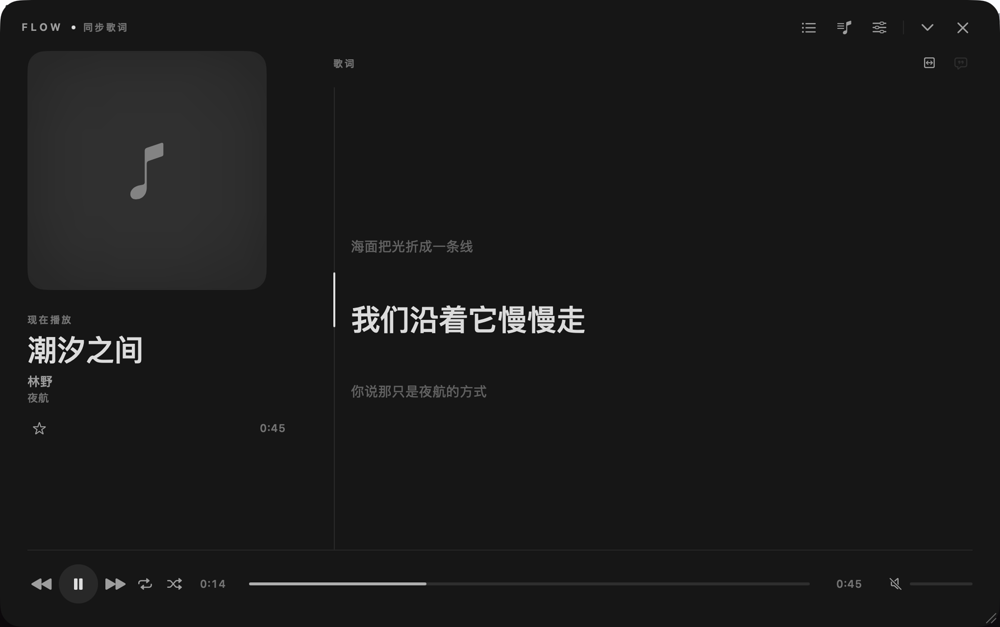 FLOW • 同步歌词
歌词
海面把光折成一条线
我们沿着它慢慢走
你说那只是夜航的方式
现在播放
潮汐之间
林野
夜航
0:45
0:14
0:45